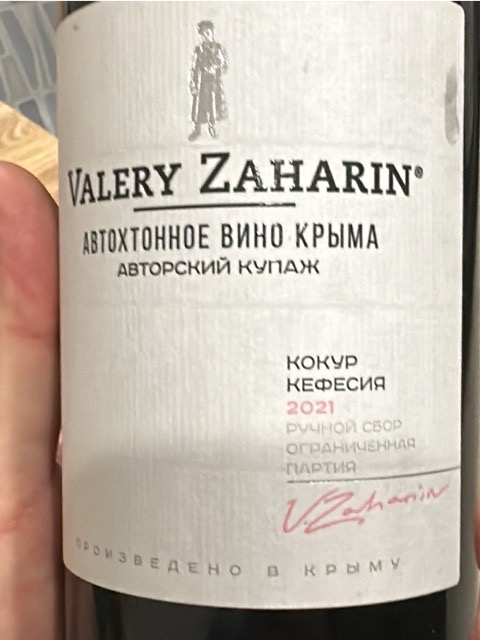 VALERY ZAHARIN®
АВТОХТОННОЕ ВИНО КРЫМА
АВТОРСКИЙ КУПАЖ
КОКУР
КЕФЕСИЯ
2021
РУЧНОЙ СБОР
ОГРАНИЧЕННАЯ
ПАРТИЯ
V. Zaharin
ПРОИЗВЕДЕНО В КРЫМУ